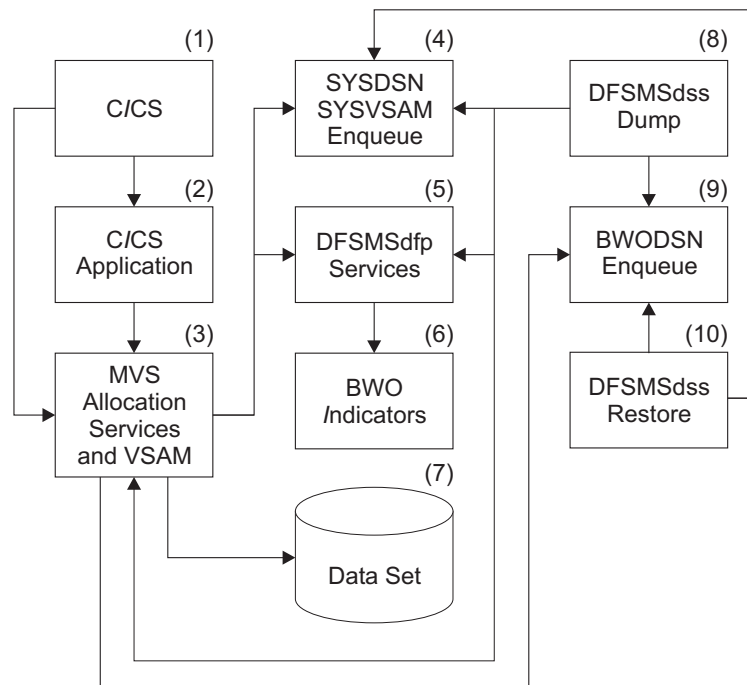 (1)
CICS
(2)
CICS
Application
(3)
MVS
Allocation
Services
and VSAM
(4)
SYSDSN
SYSVSAM
Enqueue
(5)
DFSMSdfp
Services
(6)
BWO
Indicators
(7)
Data Set
(8)
DFSMSdss
Dump
(9)
BWODSN
Enqueue
(10)
DFSMSdss
Restore